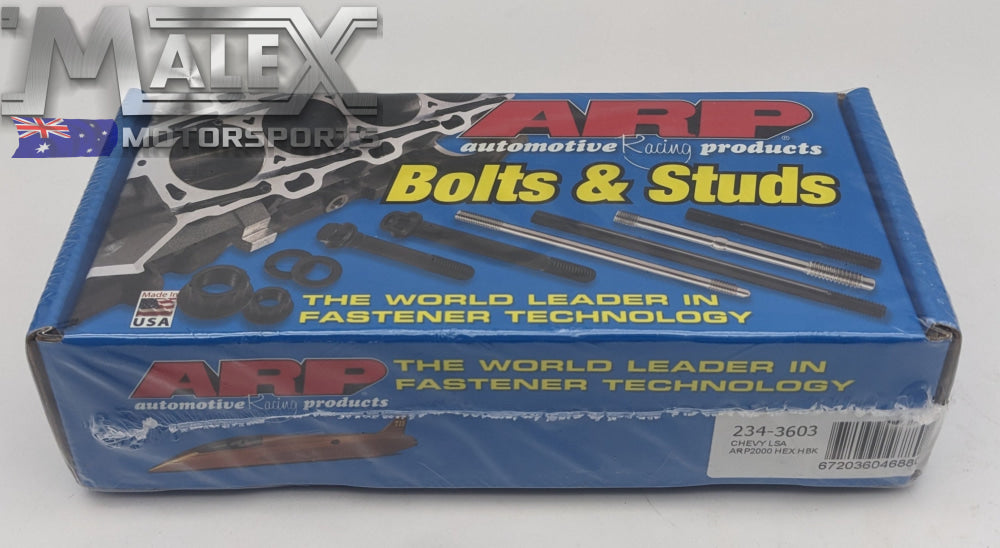 MALEX
MOTORSPORTS
ARP
automotive Racing products
Bolts & Studs
Made In
USA
THE WORLD LEADER IN
FASTENER TECHNOLOGY
ARP
automotive Racing products
THE WORLD LEADER IN
FASTENER TECHNOLOGY
234-3603
CHEVY LSA
ARP2000 HEX HBK